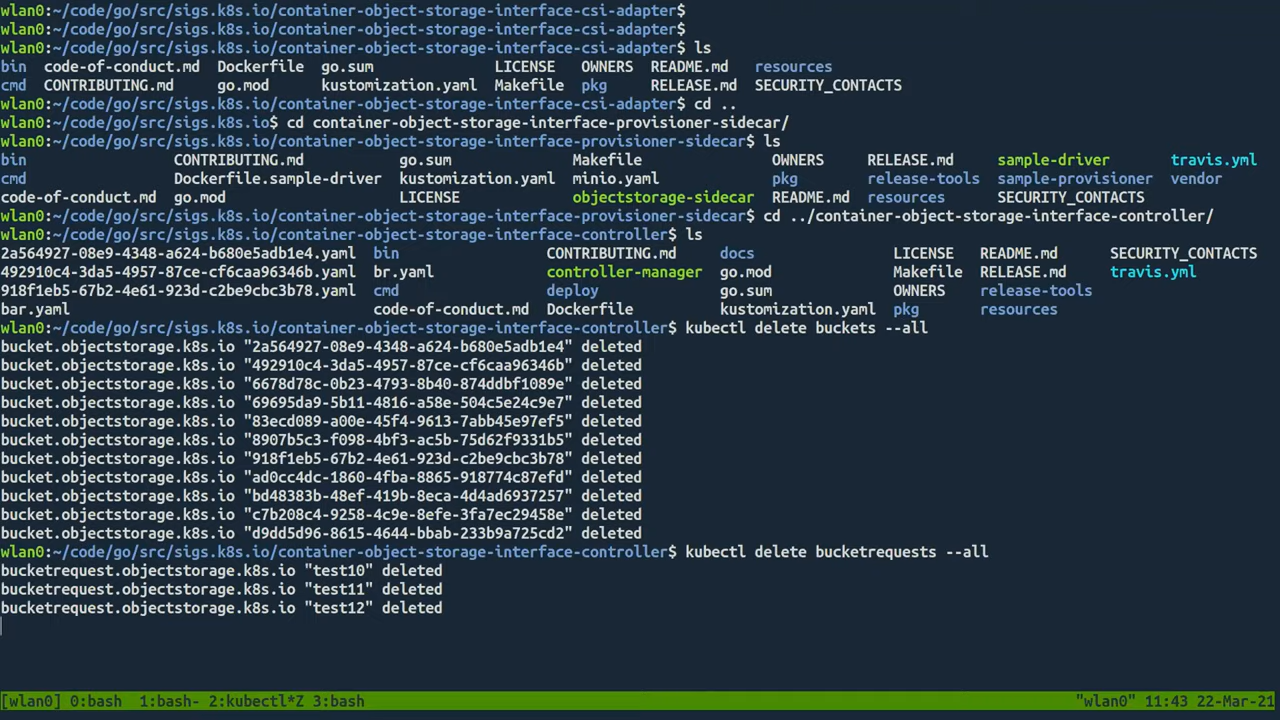 wlan0:~/code/go/src/sigs.k8s.io/container-object-storage-interface-csi-adapter$
wlan0:~/code/go/src/sigs.k8s.io/container-object-storage-interface-csi-adapter$
wlan0:~/code/go/src/sigs.k8s.io/container-object-storage-interface-csi-adapter$ ls
bin  code-of-conduct.md  Dockerfile  go.sum              LICENSE   OWNERS  README.md   resources
cmd  CONTRIBUTING.md     go.mod      kustomization.yaml  Makefile  pkg     RELEASE.md  SECURITY_CONTACTS
wlan0:~/code/go/src/sigs.k8s.io/container-object-storage-interface-csi-adapter$ cd ..
wlan0:~/code/go/src/sigs.k8s.io$ cd container-object-storage-interface-provisioner-sidecar/
wlan0:~/code/go/src/sigs.k8s.io/container-object-storage-interface-provisioner-sidecar$ ls
bin                 CONTRIBUTING.md           go.sum              Makefile               OWNERS     RELEASE.md     sample-driver       travis.yml
cmd                 Dockerfile.sample-driver  kustomization.yaml  minio.yaml             pkg        release-tools  sample-provisioner  vendor
code-of-conduct.md  go.mod                    LICENSE             objectstorage-sidecar  README.md  resources      SECURITY_CONTACTS
wlan0:~/code/go/src/sigs.k8s.io/container-object-storage-interface-provisioner-sidecar$ cd ../container-object-storage-interface-controller/
wlan0:~/code/go/src/sigs.k8s.io/container-object-storage-interface-controller$ ls
2a564927-08e9-4348-a624-b680e5adb1e4.yaml  bin                 CONTRIBUTING.md     docs                LICENSE   README.md      SECURITY_CONTACTS
492910c4-3da5-4957-87ce-cf6caa96346b.yaml  br.yaml             controller-manager  go.mod              Makefile  RELEASE.md     travis.yml
918f1eb5-67b2-4e61-923d-c2be9cbc3b78.yaml  cmd                 deploy              go.sum              OWNERS    release-tools
bar.yaml                                   code-of-conduct.md  Dockerfile          kustomization.yaml  pkg       resources
wlan0:~/code/go/src/sigs.k8s.io/container-object-storage-interface-controller$ kubectl delete buckets --all
bucket.objectstorage.k8s.io "2a564927-08e9-4348-a624-b680e5adb1e4" deleted
bucket.objectstorage.k8s.io "492910c4-3da5-4957-87ce-cf6caa96346b" deleted
bucket.objectstorage.k8s.io "6678d78c-0b23-4793-8b40-874ddbf1089e" deleted
bucket.objectstorage.k8s.io "69695da9-5b11-4816-a58e-504c5e24c9e7" deleted
bucket.objectstorage.k8s.io "83ecd089-a00e-45f4-9613-7abb45e97ef5" deleted
bucket.objectstorage.k8s.io "8907b5c3-f098-4bf3-ac5b-75d62f9331b5" deleted
bucket.objectstorage.k8s.io "918f1eb5-67b2-4e61-923d-c2be9cbc3b78" deleted
bucket.objectstorage.k8s.io "ad0cc4dc-1860-4fba-8865-918774c87efd" deleted
bucket.objectstorage.k8s.io "bd48383b-48ef-419b-8eca-4d4ad6937257" deleted
bucket.objectstorage.k8s.io "c7b208c4-9258-4c9e-8efe-3fa7ec29458e" deleted
bucket.objectstorage.k8s.io "d9dd5d96-8615-4644-bbab-233b9a725cd2" deleted
wlan0:~/code/go/src/sigs.k8s.io/container-object-storage-interface-controller$ kubectl delete bucketrequests --all
bucketrequest.objectstorage.k8s.io "test10" deleted
bucketrequest.objectstorage.k8s.io "test11" deleted
bucketrequest.objectstorage.k8s.io "test12" deleted
[wlan0] 0:bash  1:bash- 2:kubectl*Z 3:bash "wlan0" 11:43 22-Mar-21